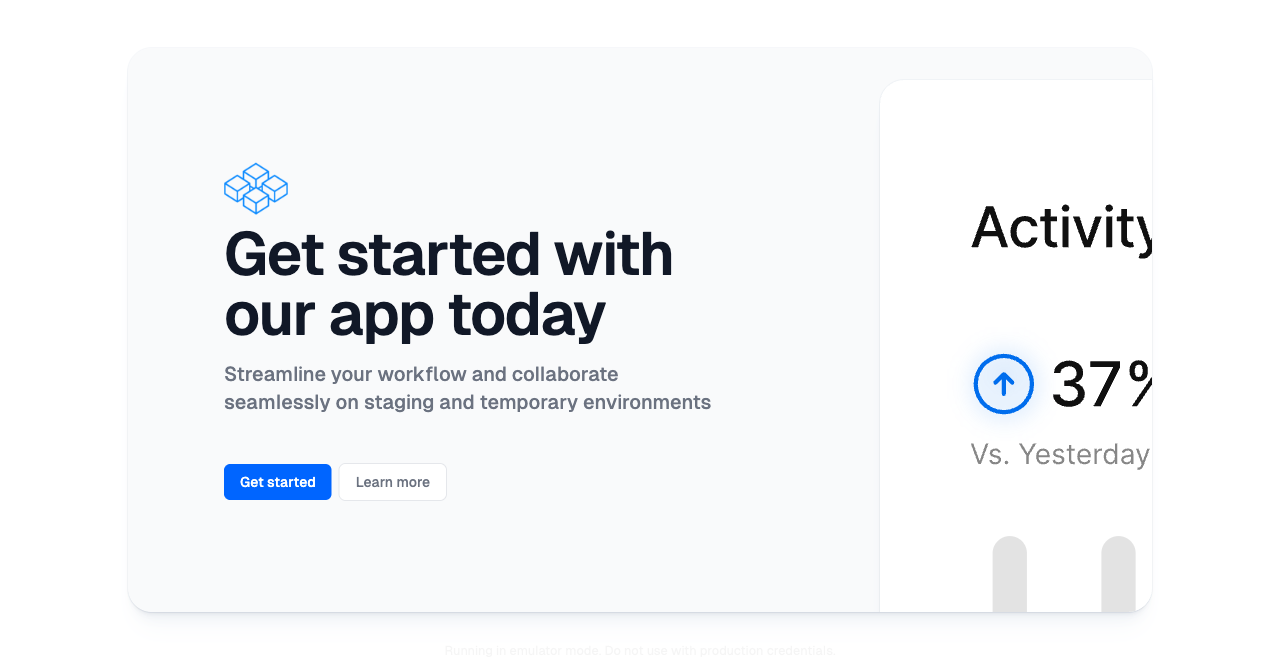 Get started with
our app today
Streamline your workflow and collaborate
seamlessly on staging and temporary environments
Get started
Learn more
Activity
37%
Vs. Yesterday
Running in emulator mode. Do not use with production credentials.